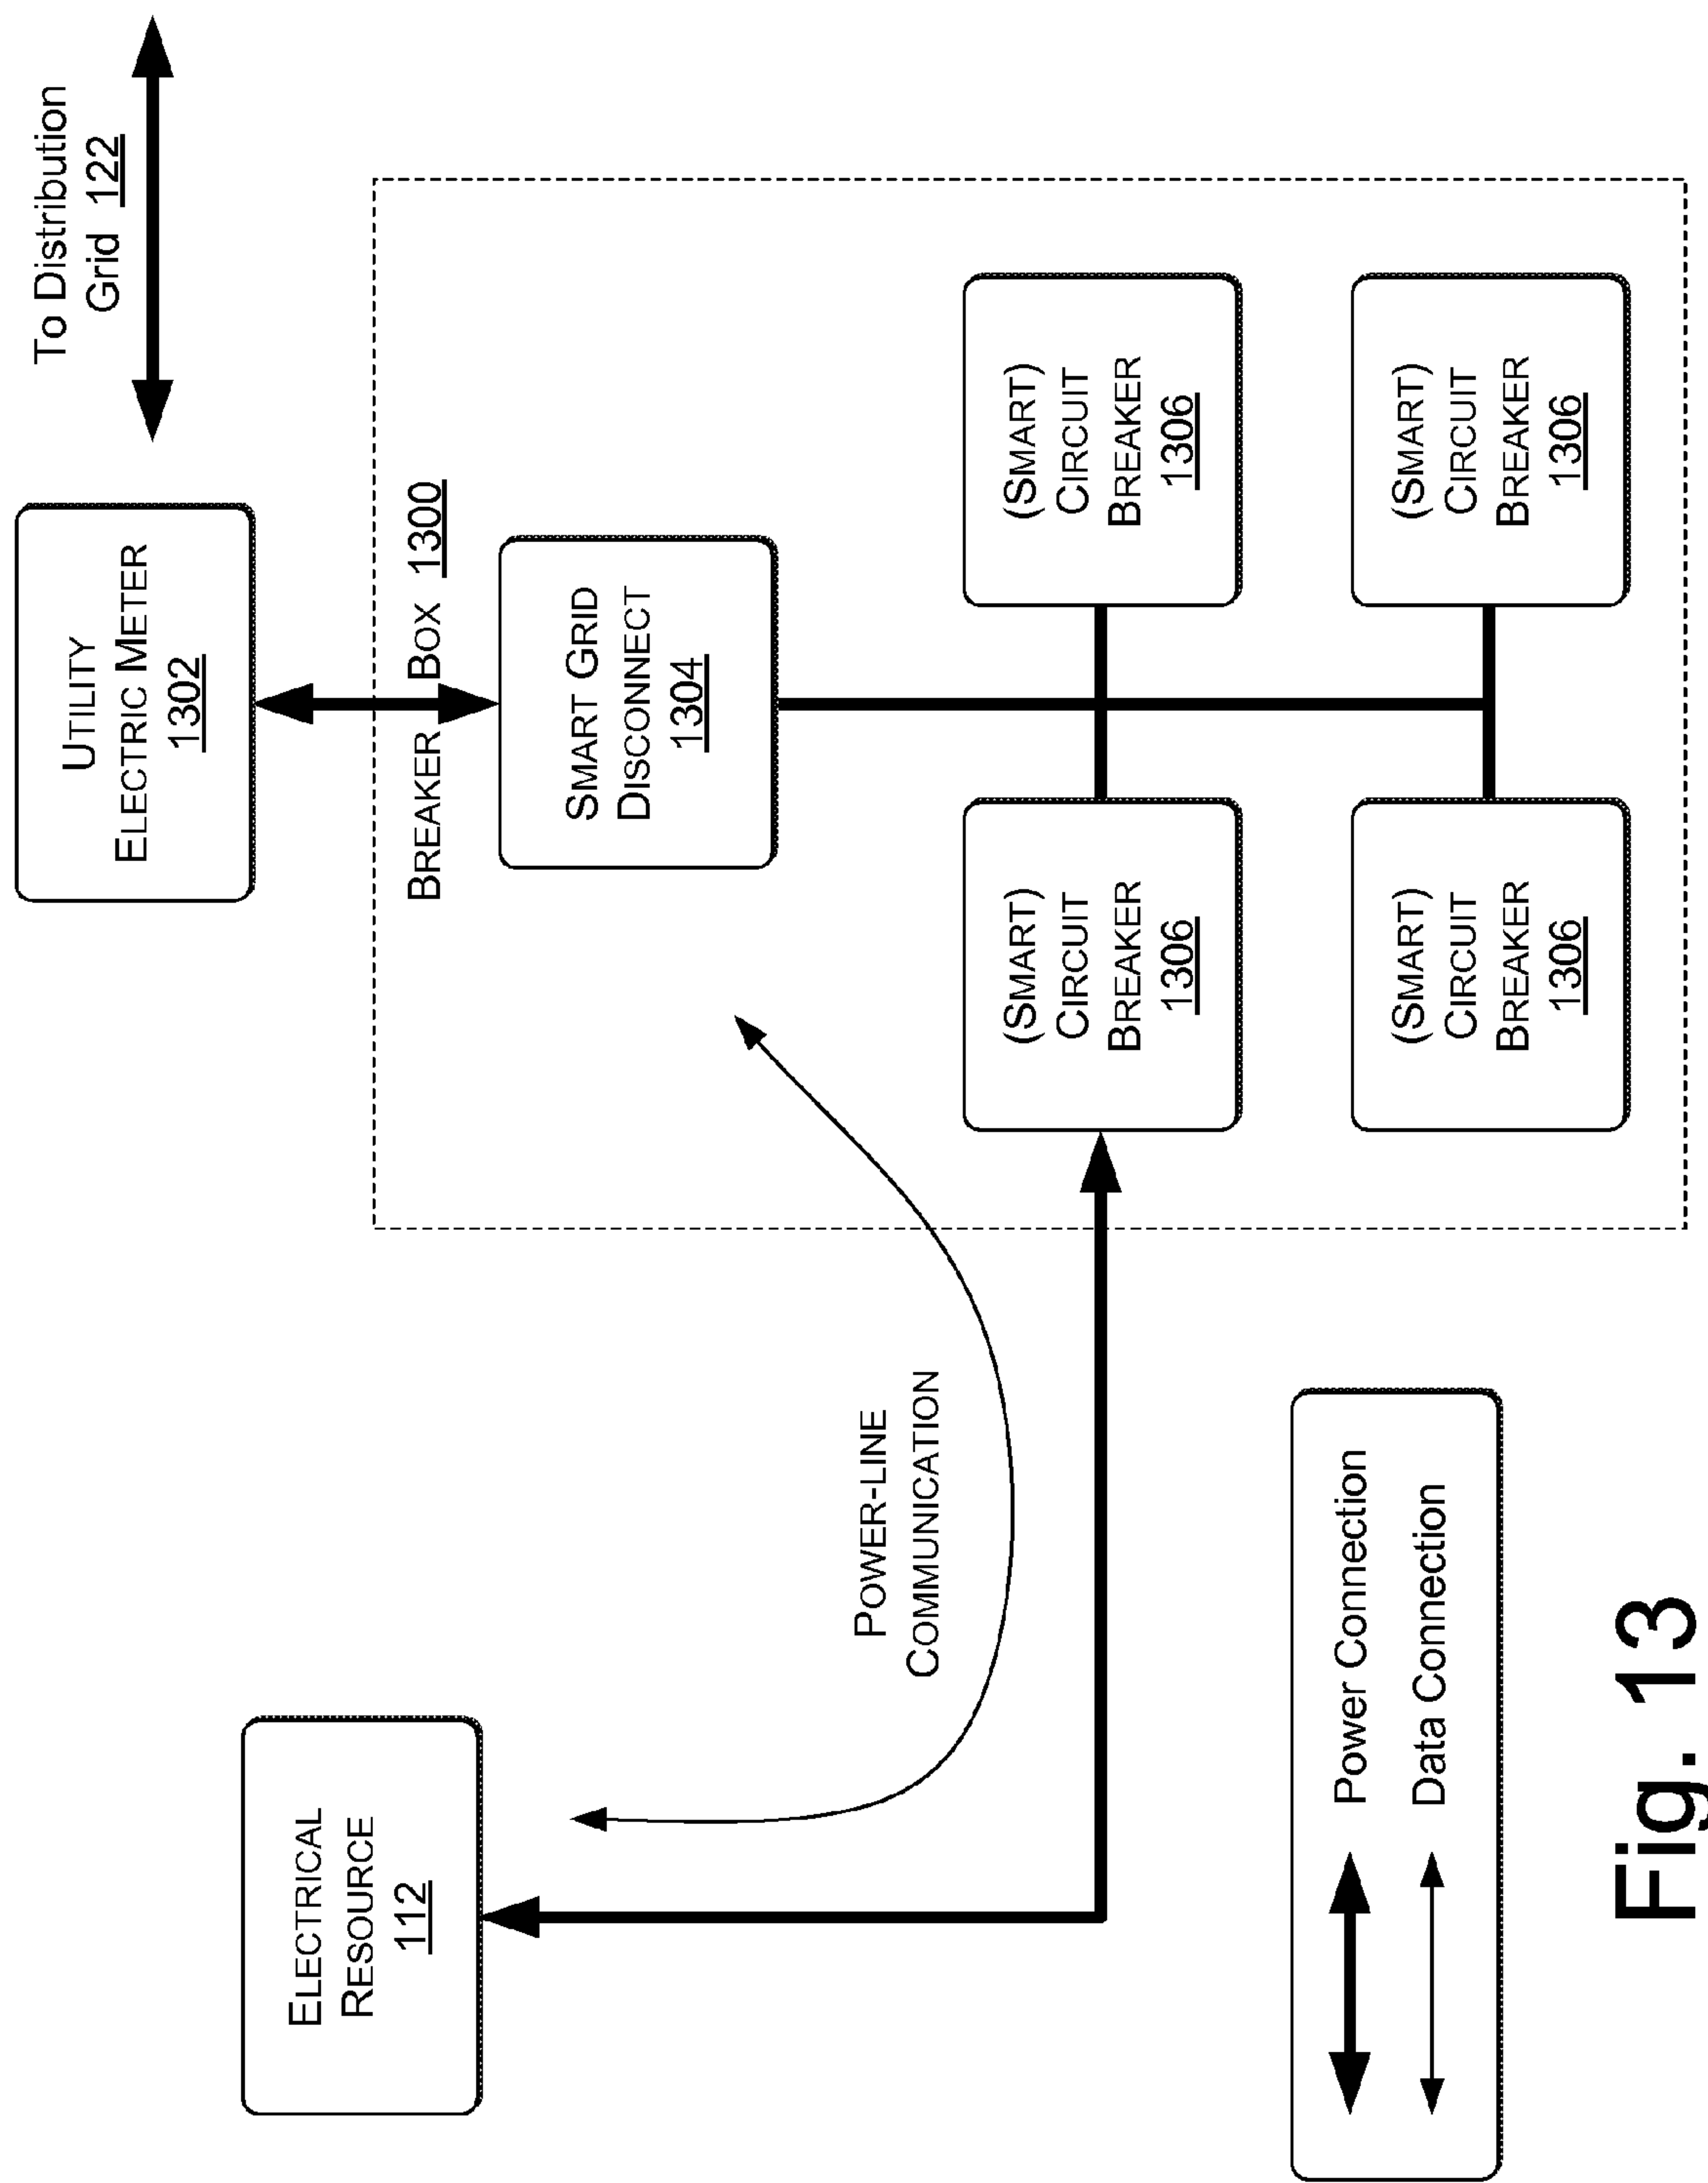 To Distribution
Grid 122
UTILITY
ELECTRIC METER
1302
BREAKER BOX 1300
SMART GRID
DISCONNECT
1304
ELECTRICAL
RESOURCE
112
POWER-LINE
COMMUNICATION
(SMART)
CIRCUIT
BREAKER
1306
(SMART)
CIRCUIT
BREAKER
1306
(SMART)
CIRCUIT
BREAKER
1306
(SMART)
CIRCUIT
BREAKER
1306
Power Connection
Data Connection
Fig. 13